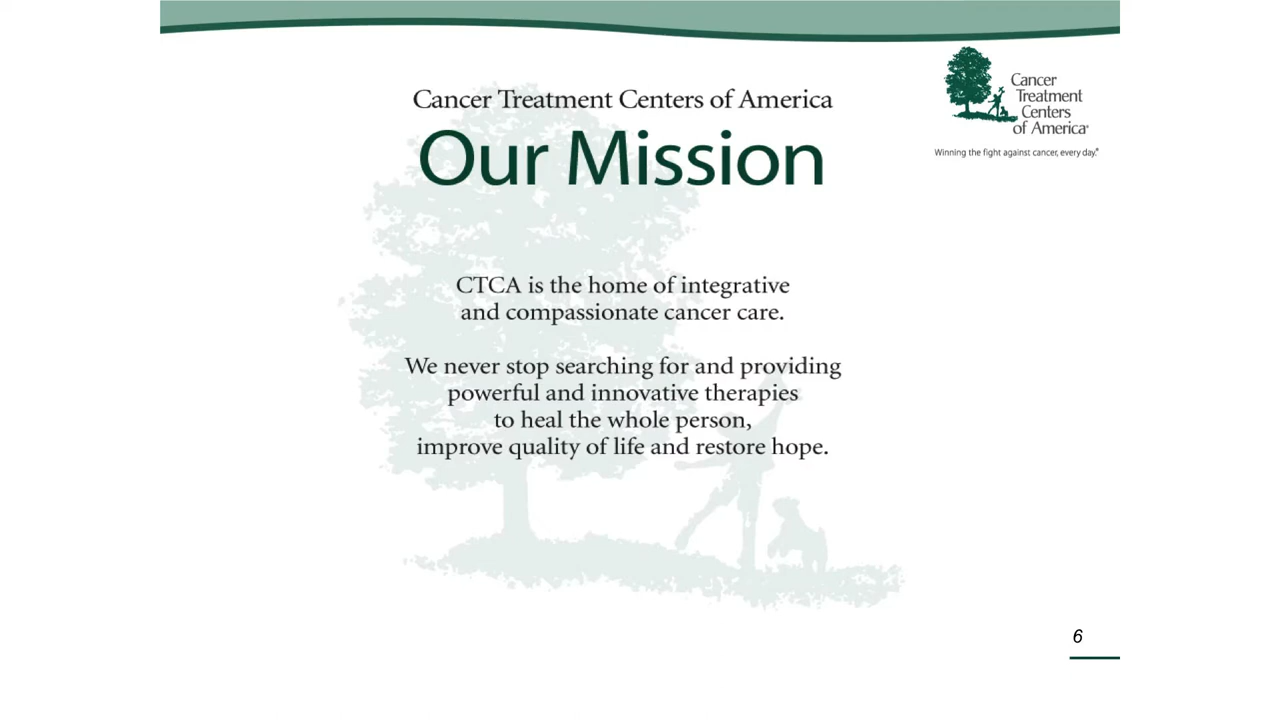 Cancer Treatment Centers of America
Our Mission
Cancer
Treatment
Centers
of America®
Winning the fight against cancer, every day.®
CTCA is the home of integrative
and compassionate cancer care.
We never stop searching for and providing
powerful and innovative therapies
to heal the whole person,
improve quality of life and restore hope.
6